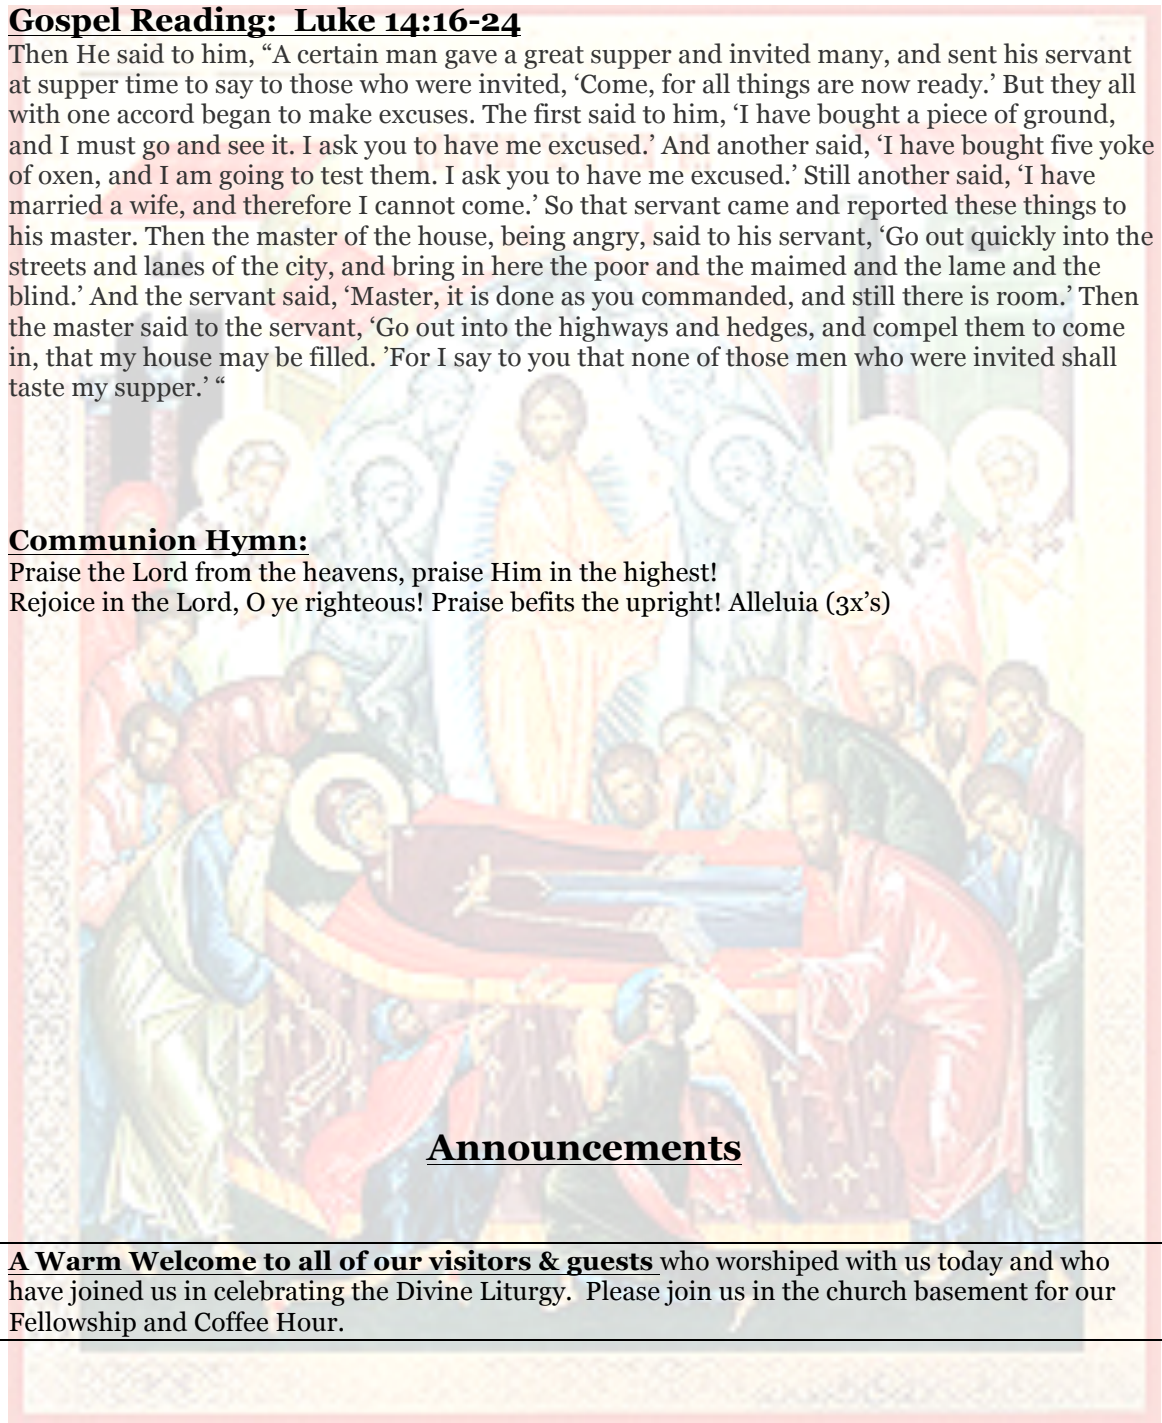 Gospel Reading:  Luke 14:16-24
Then He said to him, “A certain man gave a great supper and invited many, and sent his servant
at supper time to say to those who were invited, ‘Come, for all things are now ready.’ But they all
with one accord began to make excuses. The first said to him, ‘I have bought a piece of ground,
and I must go and see it. I ask you to have me excused.’ And another said, ‘I have bought five yoke
of oxen, and I am going to test them. I ask you to have me excused.’ Still another said, ‘I have
married a wife, and therefore I cannot come.’ So that servant came and reported these things to
his master. Then the master of the house, being angry, said to his servant, ‘Go out quickly into the
streets and lanes of the city, and bring in here the poor and the maimed and the lame and the
blind.’ And the servant said, ‘Master, it is done as you commanded, and still there is room.’ Then
the master said to the servant, ‘Go out into the highways and hedges, and compel them to come
in, that my house may be filled. ’For I say to you that none of those men who were invited shall
taste my supper.’ “
Communion Hymn:
Praise the Lord from the heavens, praise Him in the highest!
Rejoice in the Lord, O ye righteous! Praise befits the upright! Alleluia (3x’s)
Announcements
A Warm Welcome to all of our visitors & guests who worshiped with us today and who
have joined us in celebrating the Divine Liturgy.  Please join us in the church basement for our
Fellowship and Coffee Hour.